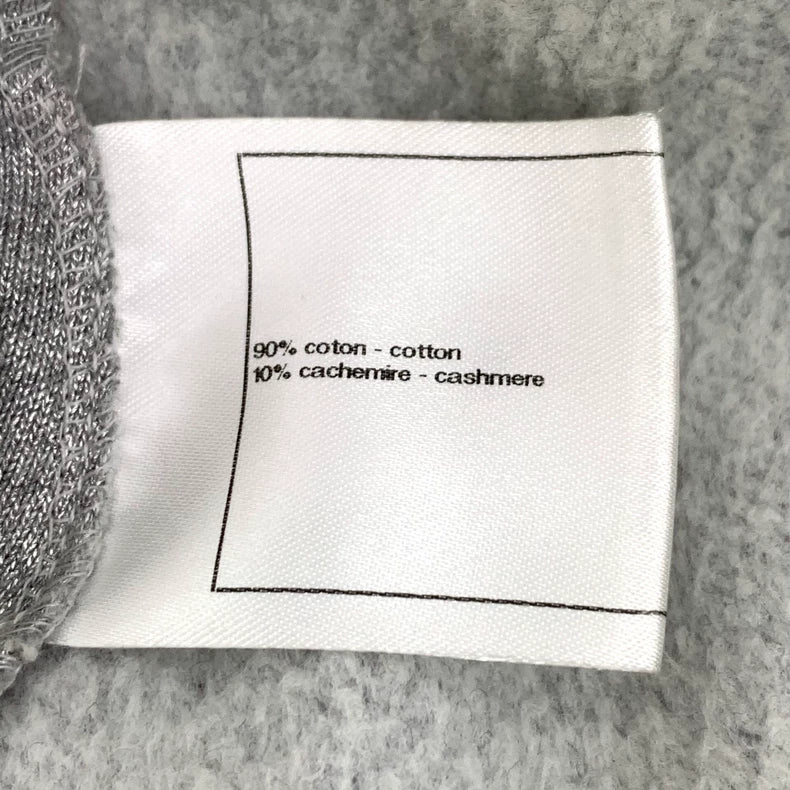 90% coton - cotton
10% cachemire - cashmere